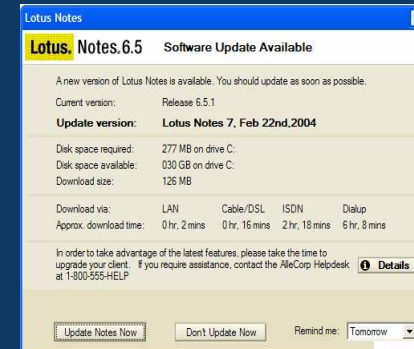 Lotus Notes
Lotus. Notes.6.5 Software Update Available
A new version of Lotus Notes is available. You should update as soon as possible.
Current version: Release 6.5.1
Update version: Lotus Notes 7, Feb 22nd,2004
Disk space required: 277 MB on drive C:
Disk space available: 030 GB on drive C:
Download size: 126 MB
Download via: LAN Cable/DSL ISDN Dialup
Approx. download time: 0 hr, 2 mins 0 hr, 16 mins 2 hr, 18 mins 6 hr, 8 mins
In order to take advantage of the latest features, please take the time to
upgrade your client. If you require assistance, contact the AlleCorp Helpdesk
at 1-800-555-HELP
Details
Update Notes Now Don't Update Now Remind me: Tomorrow